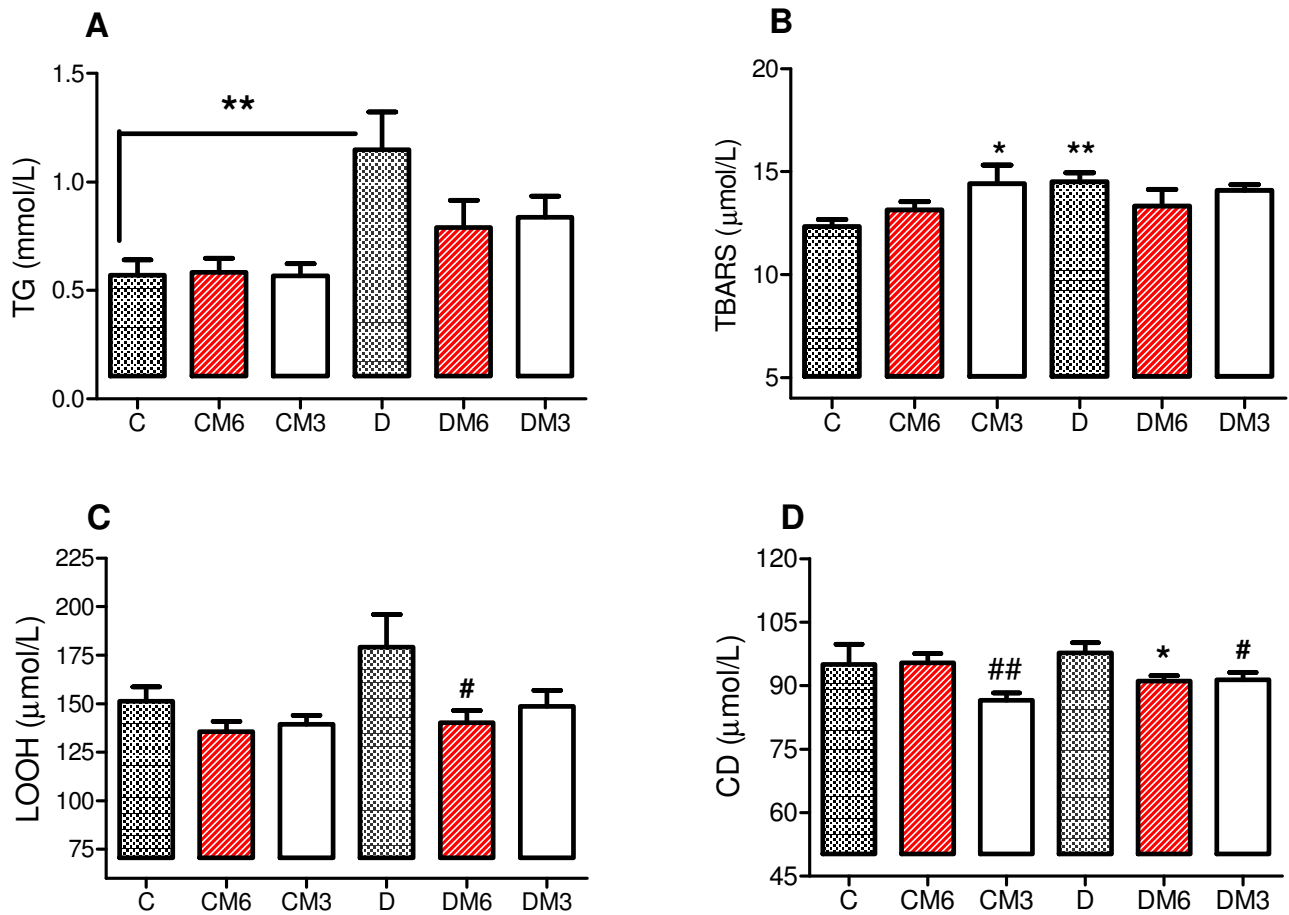 A
TG (mmol/L)
1.5
1.0
0.5
0.0
**
C CM6 CM3 D DM6 DM3
B
TBARS (μmol/L)
20
15
10
5
* **
C CM6 CM3 D DM6 DM3
C
LOOH (μmol/L)
225
200
175
150
125
100
75
#
C CM6 CM3 D DM6 DM3
D
CD (μmol/L)
120
105
90
75
60
45
## * #
C CM6 CM3 D DM6 DM3